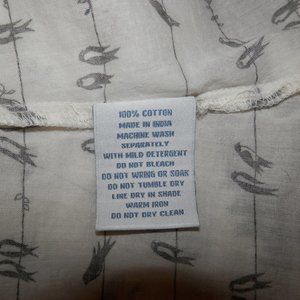 100% COTTON
MADE IN INDIA
MACHINE WASH
SEPARATELY
WITH MILD DETERGENT
DO NOT BLEACH
DO NOT WRING OR SOAK
DO NOT TUMBLE DRY
LINE DRY IN SHADE
WARM IRON
DO NOT DRY CLEAN